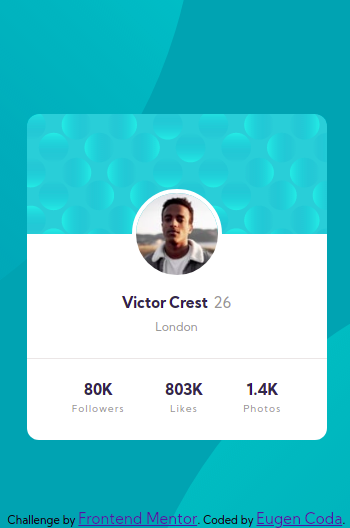 Victor Crest 26
London
80K 803K 1.4K
Followers Likes Photos
Challenge by Frontend Mentor. Coded by Eugen Coda.